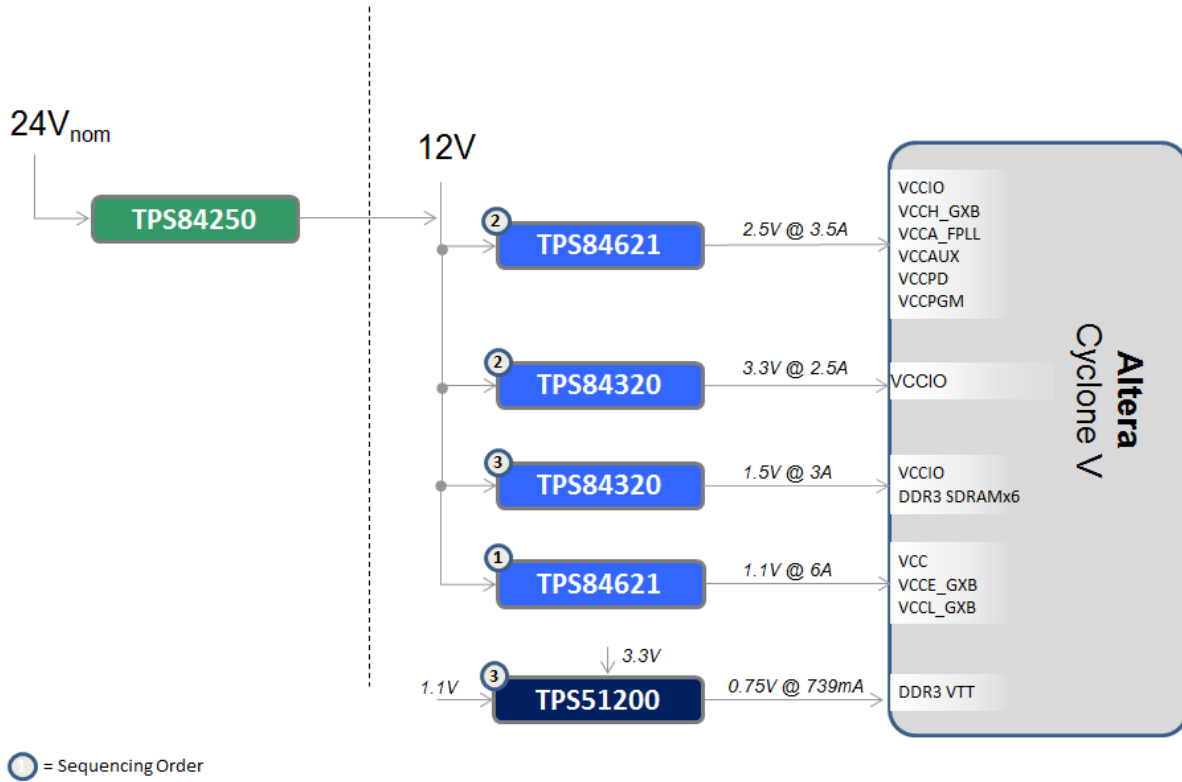 24Vnom
TPS84250
12V
2
TPS84621
2.5V @ 3.5A
VCCIO
VCCH_GXB
VCCA_FPLL
VCCAUX
VCCPD
VCCPGM
2
TPS84320
3.3V @ 2.5A
VCCIO
3
TPS84320
1.5V @ 3A
VCCIO
DDR3 SDRAMx6
1
TPS84621
1.1V @ 6A
VCC
VCCE_GXB
VCCL_GXB
1.1V
3.3V
3
TPS51200
0.75V @ 739mA
DDR3 VTT
Altera
Cyclone V
1 = Sequencing Order